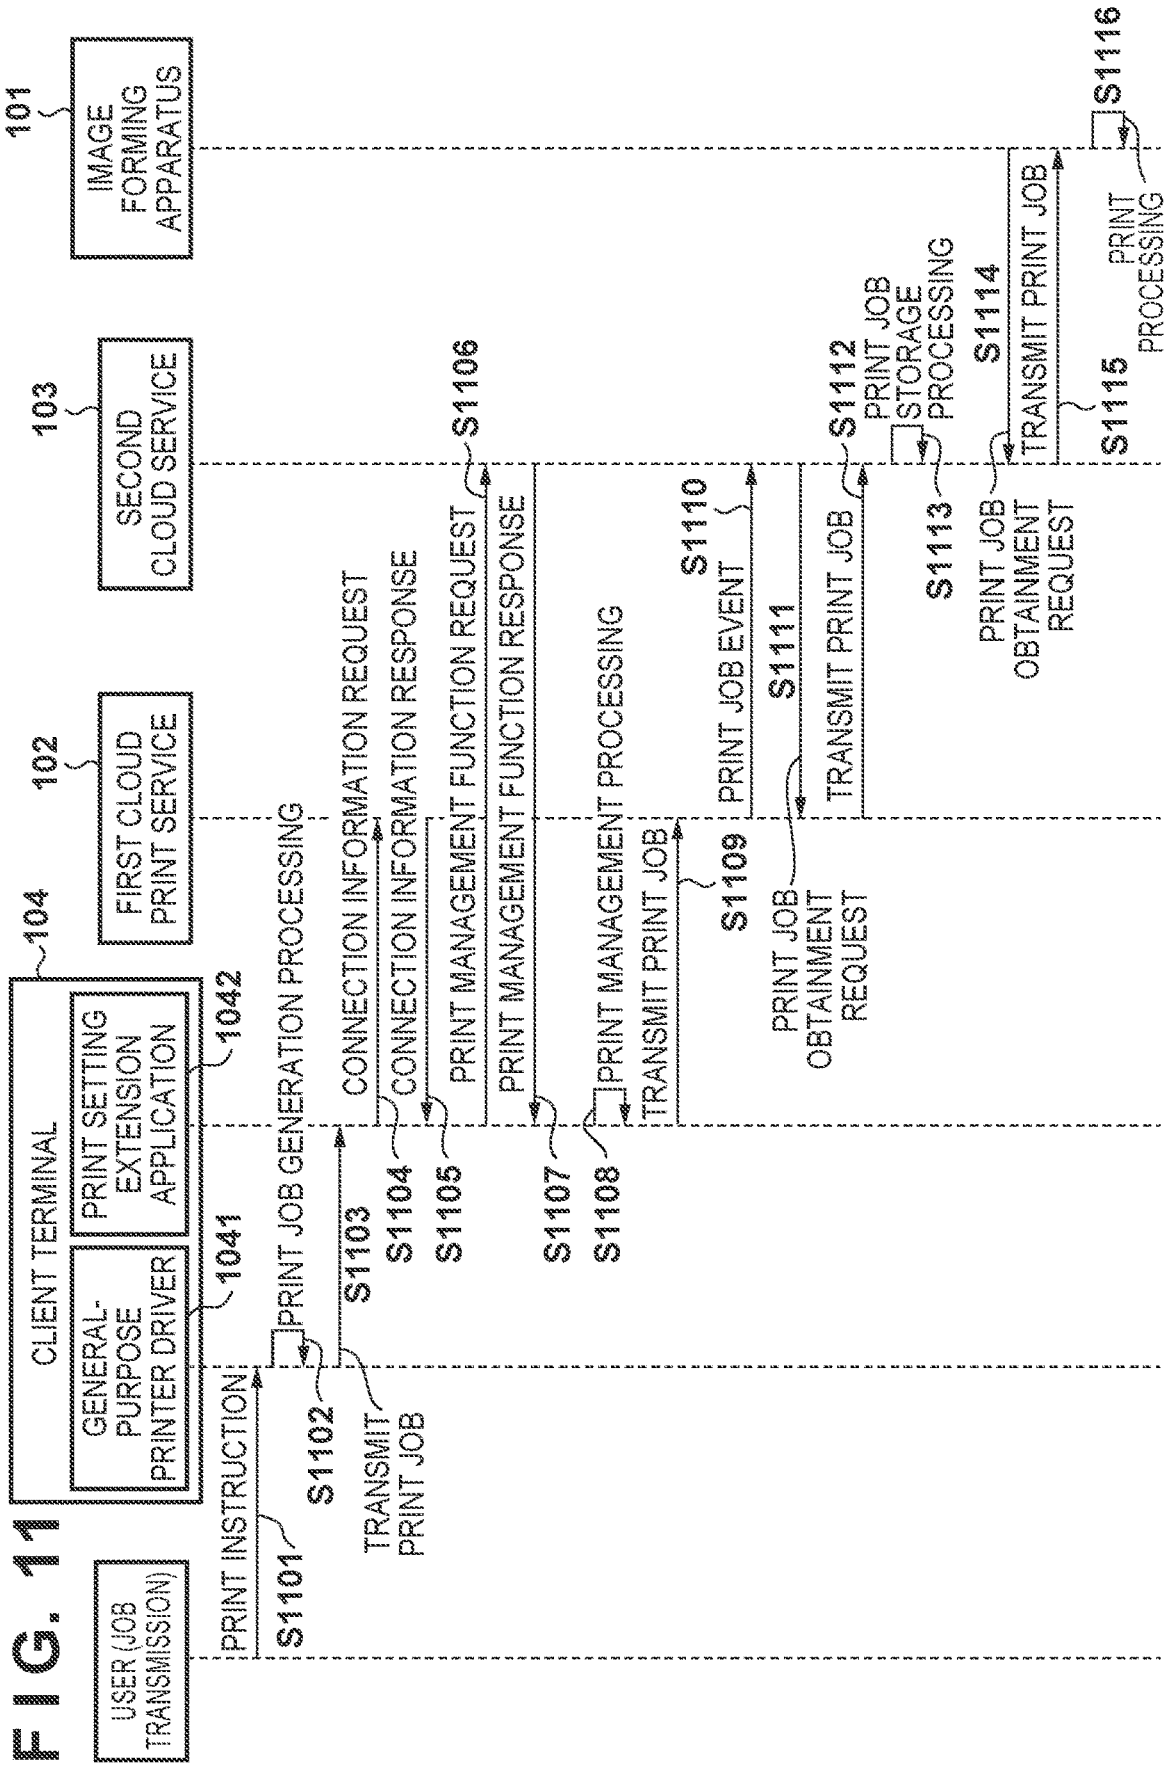 FIG. 11
USER (JOB
TRANSMISSION)
CLIENT TERMINAL
104
GENERAL-
PURPOSE
PRINTER DRIVER
1041
PRINT SETTING
EXTENSION
APPLICATION
1042
FIRST CLOUD
PRINT SERVICE
102
SECOND
CLOUD SERVICE
103
IMAGE
FORMING
APPARATUS
101
PRINT INSTRUCTION
S1101
PRINT JOB GENERATION PROCESSING
S1102
TRANSMIT
PRINT JOB
S1103
CONNECTION INFORMATION REQUEST
S1104
CONNECTION INFORMATION RESPONSE
S1105
PRINT MANAGEMENT FUNCTION REQUEST
S1106
PRINT MANAGEMENT FUNCTION RESPONSE
S1107
PRINT MANAGEMENT PROCESSING
S1108
TRANSMIT PRINT JOB
S1109
PRINT JOB EVENT
S1110
PRINT JOB
OBTAINMENT
REQUEST
S1111
TRANSMIT PRINT JOB
S1112
PRINT JOB
STORAGE
PROCESSING
S1113
PRINT JOB
OBTAINMENT
REQUEST
S1114
TRANSMIT PRINT JOB
S1115
PRINT
PROCESSING
S1116